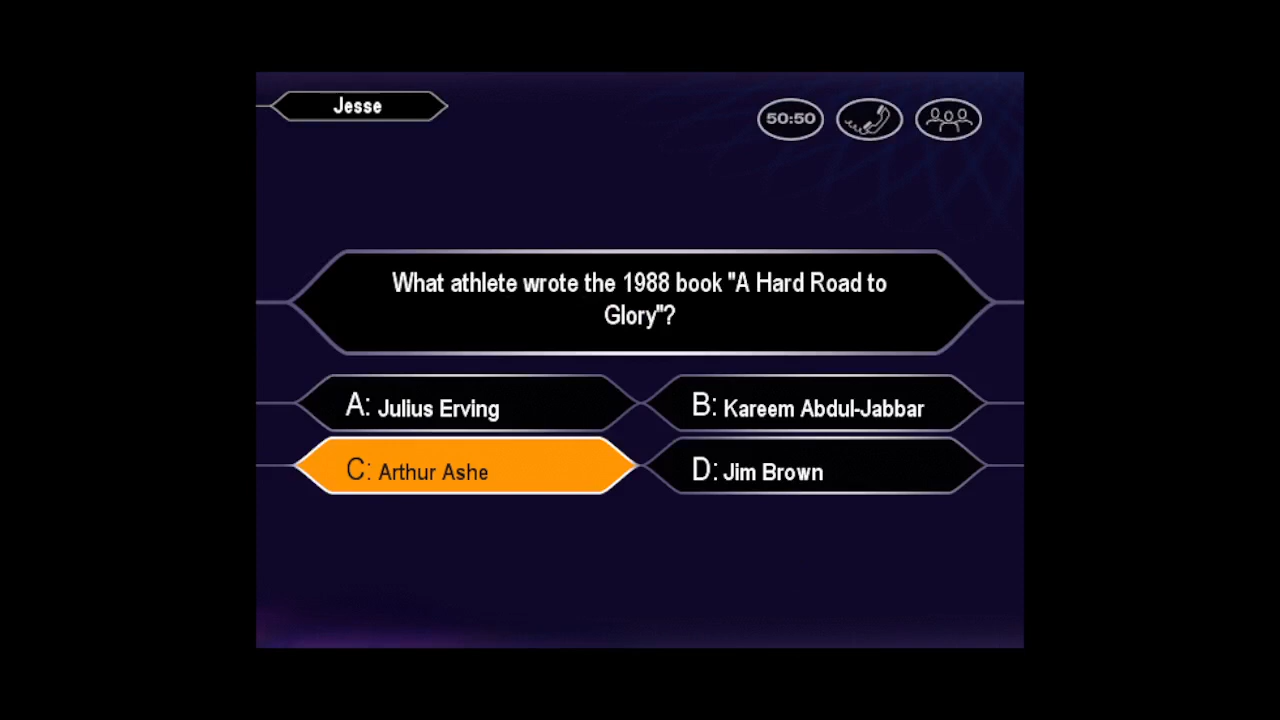 Jesse
50:50
What athlete wrote the 1988 book "A Hard Road to
Glory"?
A: Julius Erving
B: Kareem Abdul-Jabbar
C: Arthur Ashe
D: Jim Brown